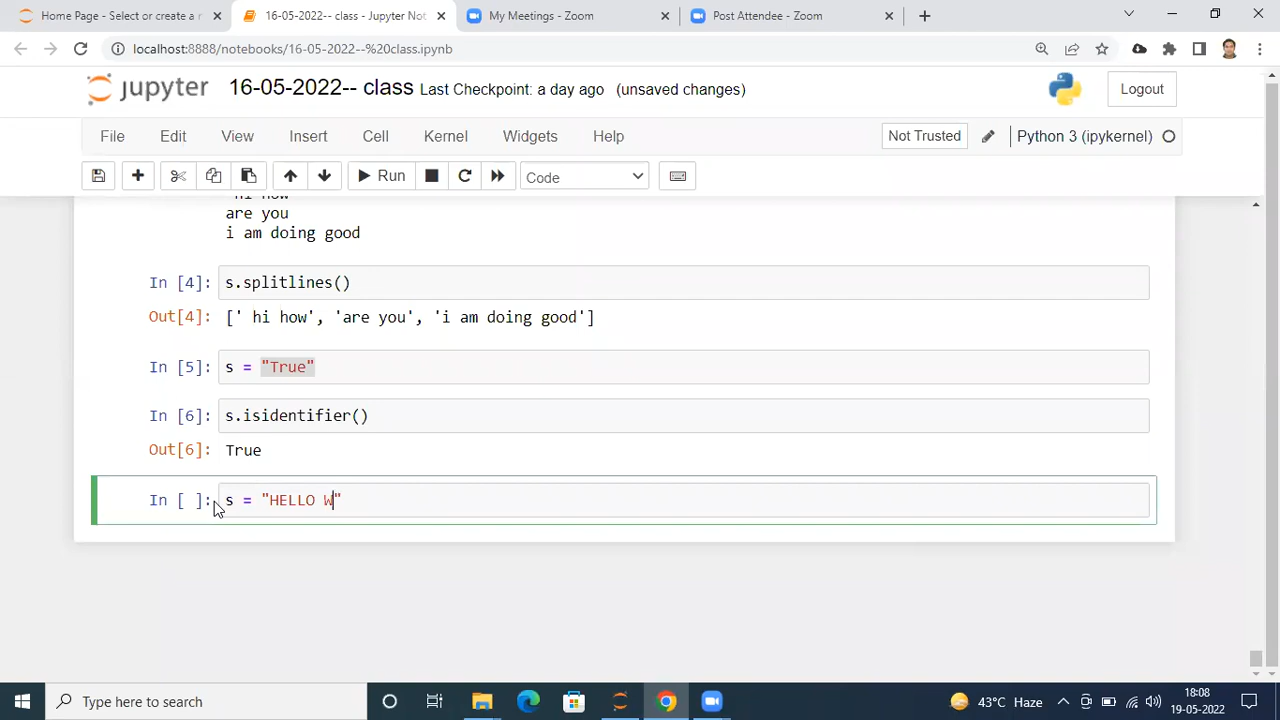 Home Page - Select or create a n
16-05-2022-- class - Jupyter Not
My Meetings - Zoom
Post Attendee - Zoom
localhost:8888/notebooks/16-05-2022--%20class.ipynb
jupyter 16-05-2022-- class Last Checkpoint: a day ago (unsaved changes)
Logout
File Edit View Insert Cell Kernel Widgets Help
Not Trusted
Python 3 (ipykernel)
Run
Code
hi how
are you
i am doing good
In [4]: s.splitlines()
Out[4]: [' hi how', 'are you', 'i am doing good']
In [5]: s = "True"
In [6]: s.isidentifier()
Out[6]: True
In [ ]: s = "HELLO W"
Type here to search
43°C Haze
18:08
19-05-2022